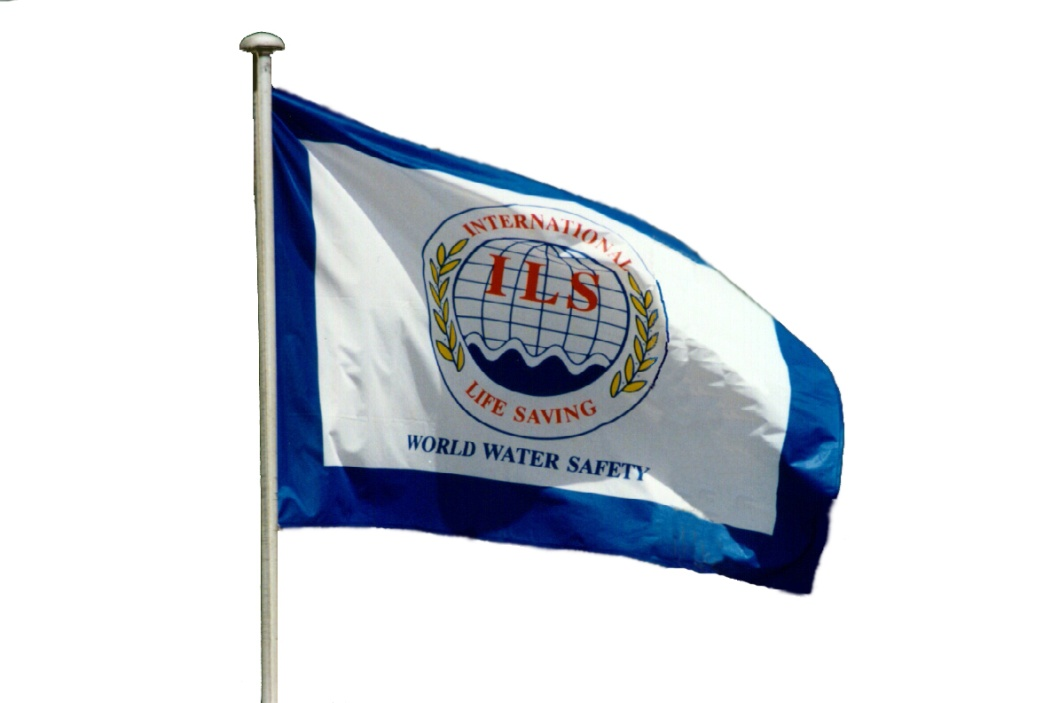 INTERNATIONAL
ILS
LIFE SAVING
WORLD WATER SAFETY